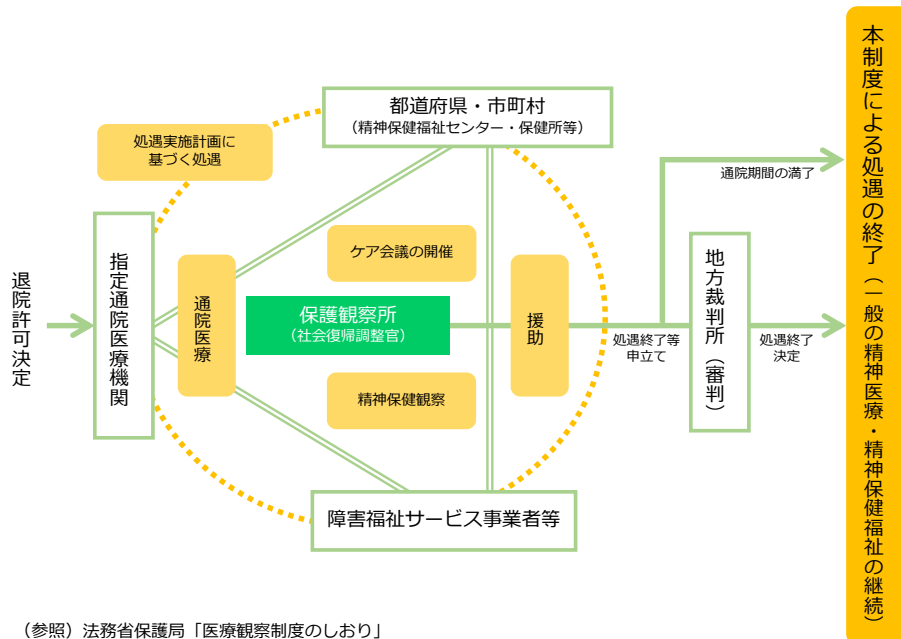 都道府県・市町村
（精神保健福祉センター・保健所等）
処遇実施計画に
基づく処遇
退院許可決定
指定通院医療機関
通院医療
ケア会議の開催
保護観察所
（社会復帰調整官）
精神保健観察
援助
障害福祉サービス事業者等
処遇終了等
申立て
通院期間の満了
地方裁判所（審判）
処遇終了
決定
本制度による処遇の終了（一般の精神医療・精神保健福祉の継続）
（参照）法務省保護局「医療観察制度のしおり」